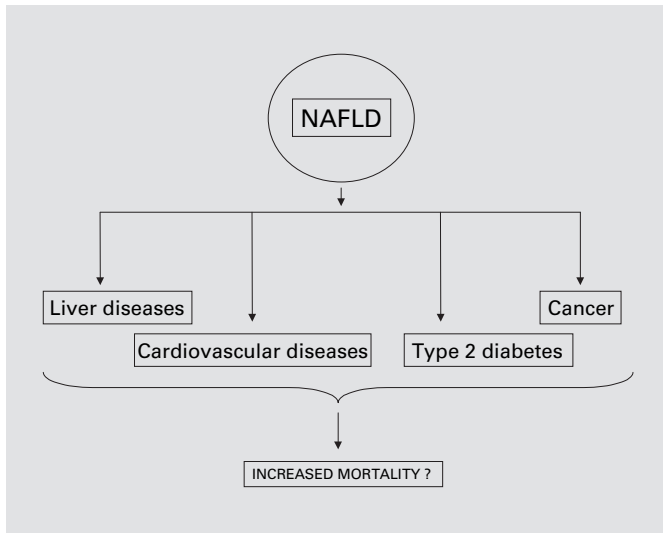 NAFLD
Liver diseases
Cancer
Cardiovascular diseases
Type 2 diabetes
INCREASED MORTALITY ?